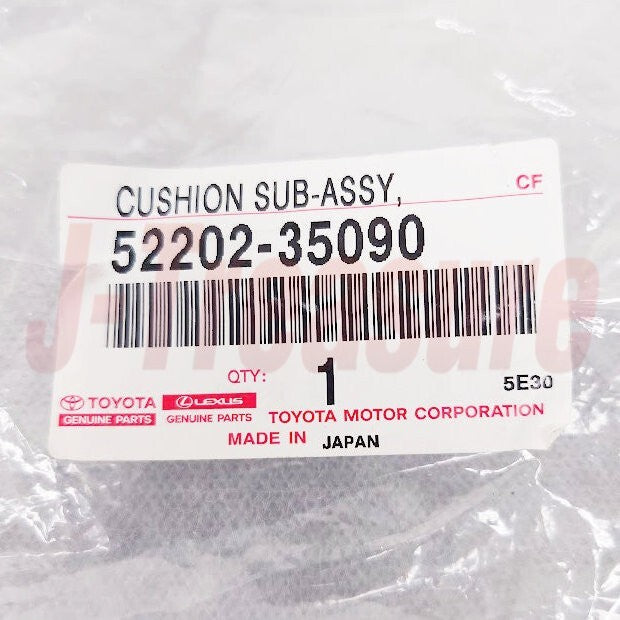 CUSHION SUB-ASSY,
CF
52202-35090
J-Treasure
QTY: 1
5E30
TOYOTA
GENUINE PARTS
LEXUS
GENUINE PARTS
TOYOTA MOTOR CORPORATION
MADE IN JAPAN